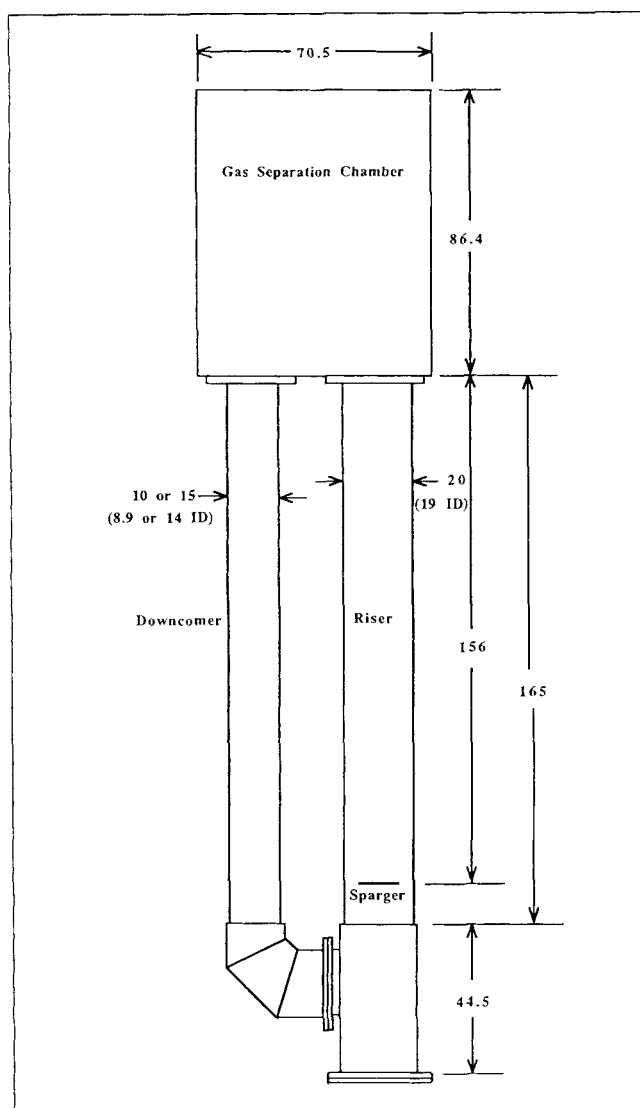 70.5
Gas Separation Chamber
86.4
10 or 15
(8.9 or 14 ID)
20
(19 ID)
Downcomer
Riser
156
165
Sparger
44.5